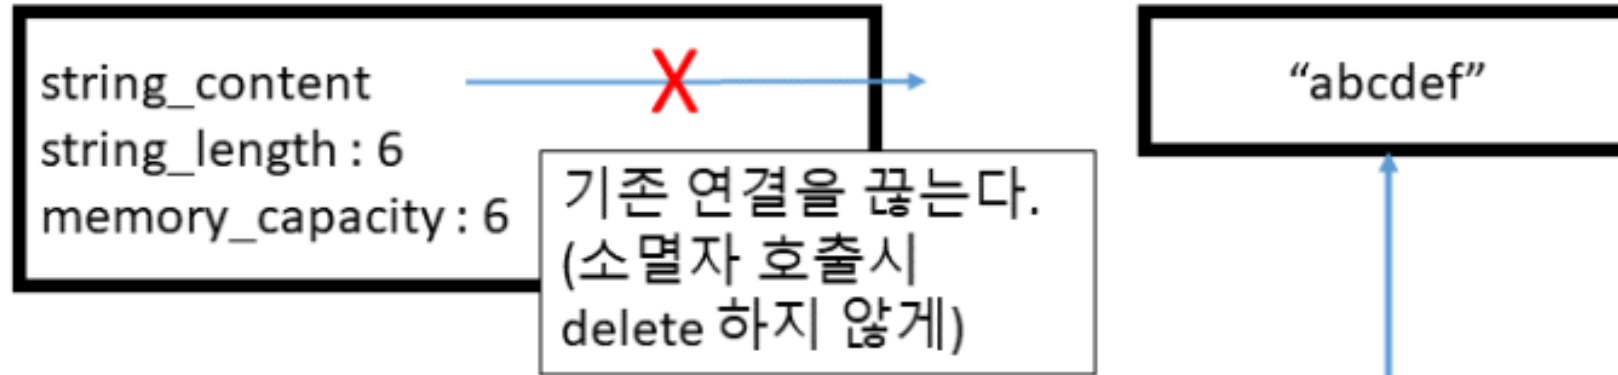 string_content
string_length : 6
memory_capacity : 6
X
기존 연결을 끊는다.
(소멸자 호출시
delete 하지 않게)
“abcdef”